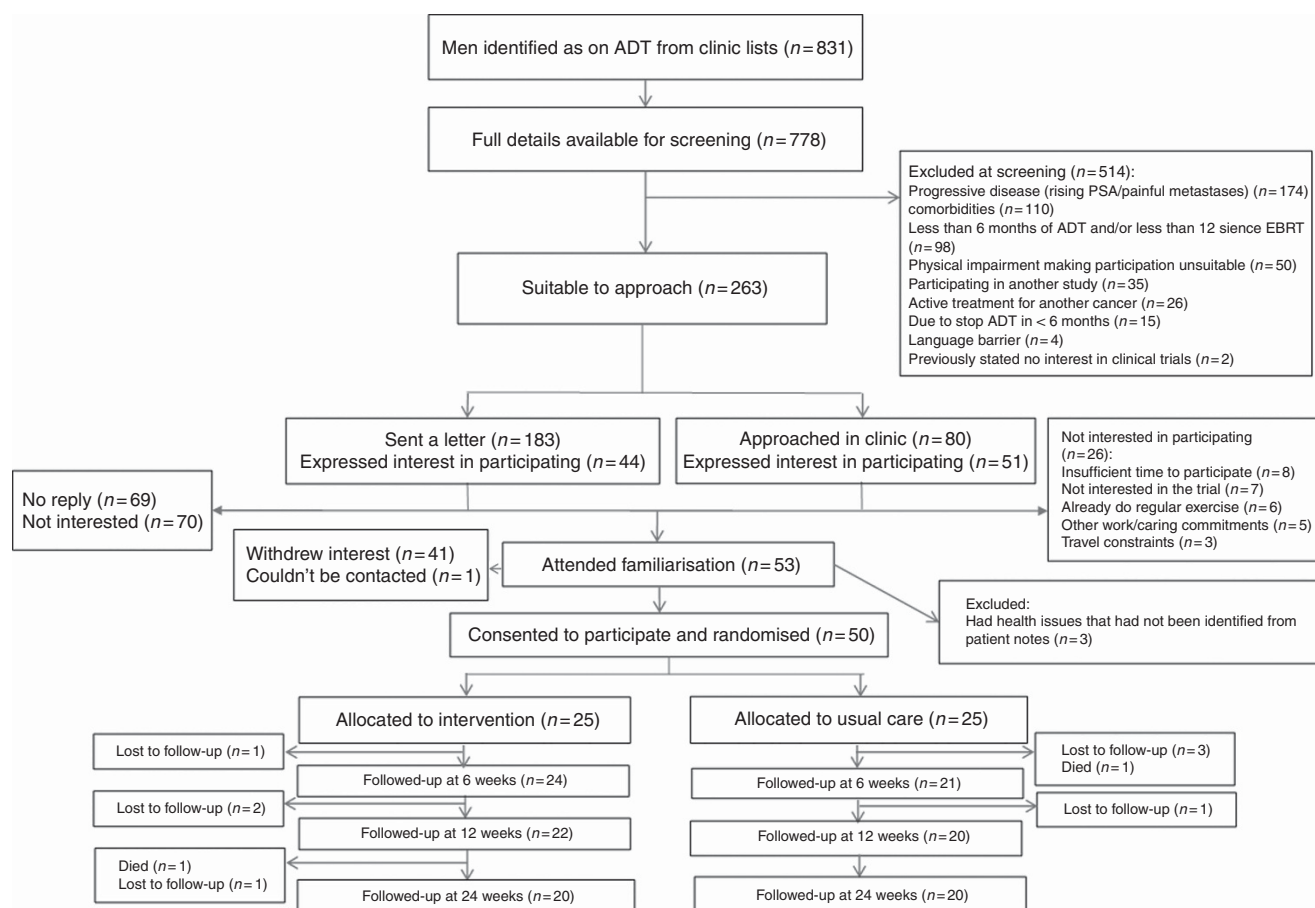 Men identified as on ADT from clinic lists (n=831)
Full details available for screening (n=778)
Excluded at screening (n=514):
Progressive disease (rising PSA/painful metastases) (n=174)
comorbidities (n=110)
Less than 6 months of ADT and/or less than 12 sience EBRT
(n=98)
Physical impairment making participation unsuitable (n=50)
Participating in another study (n=35)
Active treatment for another cancer (n=26)
Due to stop ADT in < 6 months (n=15)
Language barrier (n=4)
Previously stated no interest in clinical trials (n=2)
Suitable to approach (n=263)
Sent a letter (n=183)
Expressed interest in participating (n=44)
Approached in clinic (n=80)
Expressed interest in participating (n=51)
Not interested in participating
(n=26):
Insufficient time to participate (n=8)
Not interested in the trial (n=7)
Already do regular exercise (n=6)
Other work/caring commitments (n=5)
Travel constraints (n=3)
No reply (n=69)
Not interested (n=70)
Withdrew interest (n=41)
Couldn't be contacted (n=1)
Attended familiarisation (n=53)
Excluded:
Had health issues that had not been identified from
patient notes (n=3)
Consented to participate and randomised (n=50)
Allocated to intervention (n=25)
Allocated to usual care (n=25)
Lost to follow-up (n=1)
Lost to follow-up (n=3)
Died (n=1)
Followed-up at 6 weeks (n=24)
Followed-up at 6 weeks (n=21)
Lost to follow-up (n=2)
Lost to follow-up (n=1)
Followed-up at 12 weeks (n=22)
Followed-up at 12 weeks (n=20)
Died (n=1)
Lost to follow-up (n=1)
Followed-up at 24 weeks (n=20)
Followed-up at 24 weeks (n=20)